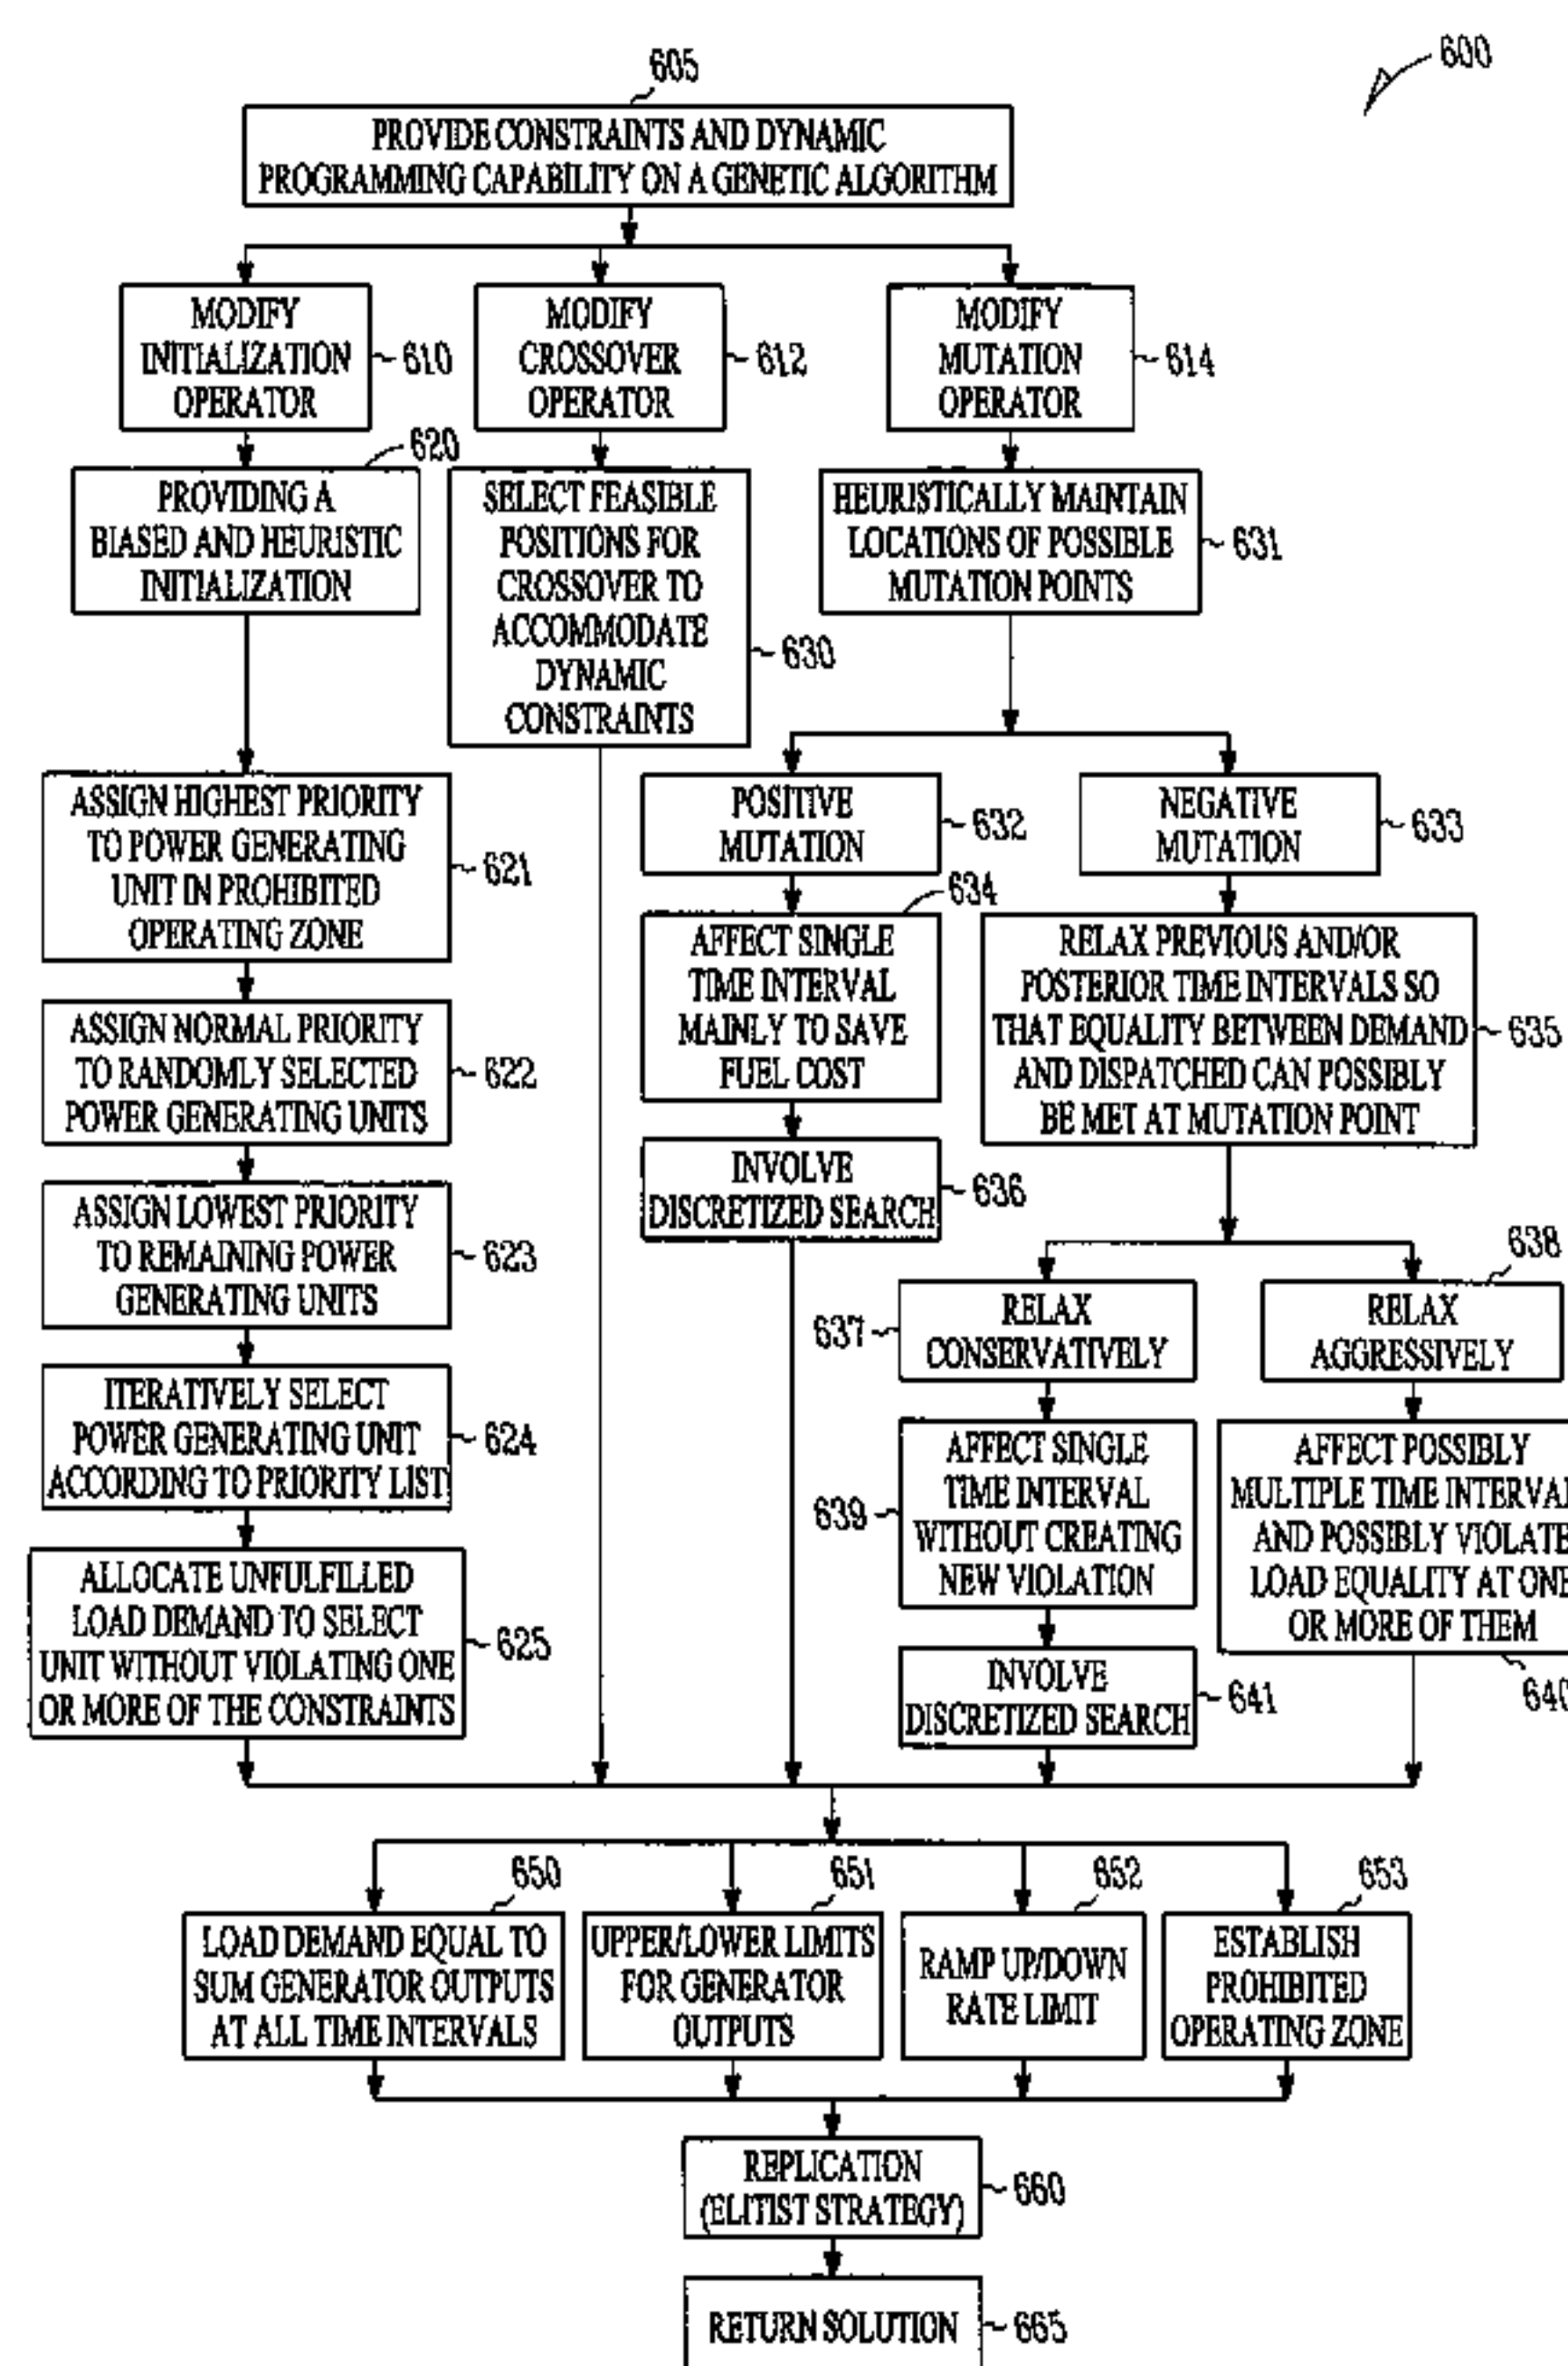 600
605
PROVIDE CONSTRAINTS AND DYNAMIC
PROGRAMMING CAPABILITY ON A GENETIC ALGORITHM
MODIFY
INITIALIZATION
OPERATOR
610
MODIFY
CROSSOVER
OPERATOR
612
MODIFY
MUTATION
OPERATOR
614
620
PROVIDING A
BIASED AND HEURISTIC
INITIALIZATION
SELECT FEASIBLE
POSITIONS FOR
CROSSOVER TO
ACCOMMODATE
DYNAMIC
CONSTRAINTS
630
HEURISTICALLY MAINTAIN
LOCATIONS OF POSSIBLE
MUTATION POINTS
631
ASSIGN HIGHEST PRIORITY
TO POWER GENERATING
UNIT IN PROHIBITED
OPERATING ZONE
621
POSITIVE
MUTATION
632
NEGATIVE
MUTATION
633
634
AFFECT SINGLE
TIME INTERVAL
MAINLY TO SAVE
FUEL COST
RELAX PREVIOUS AND/OR
POSTERIOR TIME INTERVALS SO
THAT EQUALITY BETWEEN DEMAND
AND DISPATCHED CAN POSSIBLY
BE MET AT MUTATION POINT
635
ASSIGN NORMAL PRIORITY
TO RANDOMLY SELECTED
POWER GENERATING UNITS
622
INVOLVE
DISCRETIZED SEARCH
636
ASSIGN LOWEST PRIORITY
TO REMAINING POWER
GENERATING UNITS
623
637
RELAX
CONSERVATIVELY
638
RELAX
AGGRESSIVELY
ITERATIVELY SELECT
POWER GENERATING UNIT
ACCORDING TO PRIORITY LIST
624
639
AFFECT SINGLE
TIME INTERVAL
WITHOUT CREATING
NEW VIOLATION
AFFECT POSSIBLY
MULTIPLE TIME INTERVAL
AND POSSIBLY VIOLATE
LOAD EQUALITY AT ONE
OR MORE OF THEM
640
ALLOCATE UNFULFILLED
LOAD DEMAND TO SELECT
UNIT WITHOUT VIOLATING ONE
OR MORE OF THE CONSTRAINTS
625
INVOLVE
DISCRETIZED SEARCH
641
650
LOAD DEMAND EQUAL TO
SUM GENERATOR OUTPUTS
AT ALL TIME INTERVALS
651
UPPER/LOWER LIMITS
FOR GENERATOR
OUTPUTS
652
RAMP UP/DOWN
RATE LIMIT
653
ESTABLISH
PROHIBITED
OPERATING ZONE
REPLICATION
(ELITIST STRATEGY)
660
RETURN SOLUTION
665